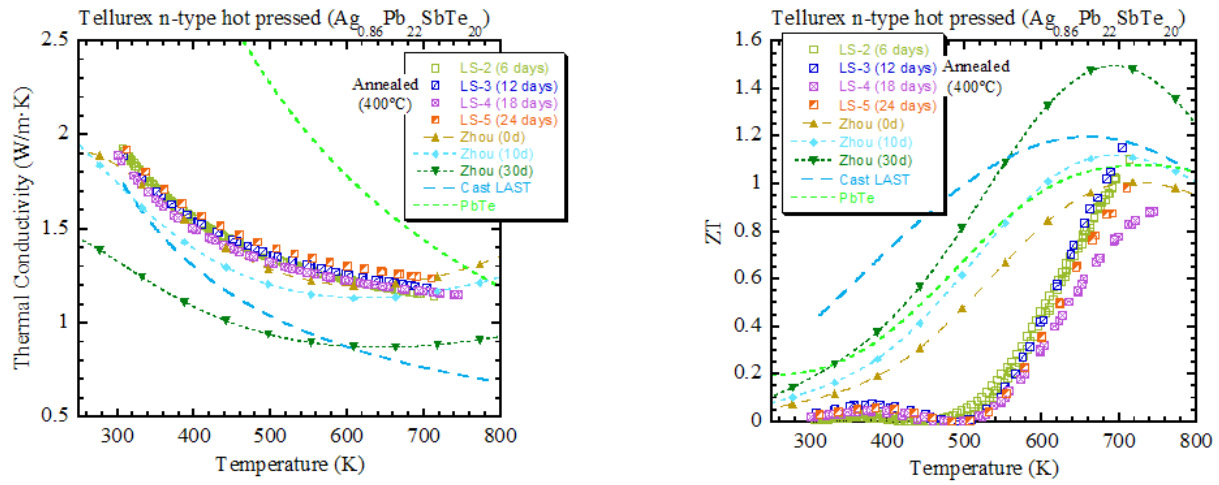 Tellurex n-type hot pressed (Ag0.86Pb22SbTe20)
2.5
2
1.5
1
0.5
Thermal Conductivity (W/m·K)
Annealed
(400°C)
LS-2 (6 days)
LS-3 (12 days)
LS-4 (18 days)
LS-5 (24 days)
Zhou (0d)
Zhou (10d)
Zhou (30d)
Cast LAST
PbTe
300 400 500 600 700 800
Temperature (K)
Tellurex n-type hot pressed (Ag0.86Pb22SbTe20)
1.6
1.4
1.2
1
0.8
0.6
0.4
0.2
0
ZT
LS-2 (6 days)
LS-3 (12 days)
LS-4 (18 days)
LS-5 (24 days)
Zhou (0d)
Zhou (10d)
Zhou (30d)
Cast LAST
PbTe
Annealed
(400°C)
300 400 500 600 700 800
Temperature (K)